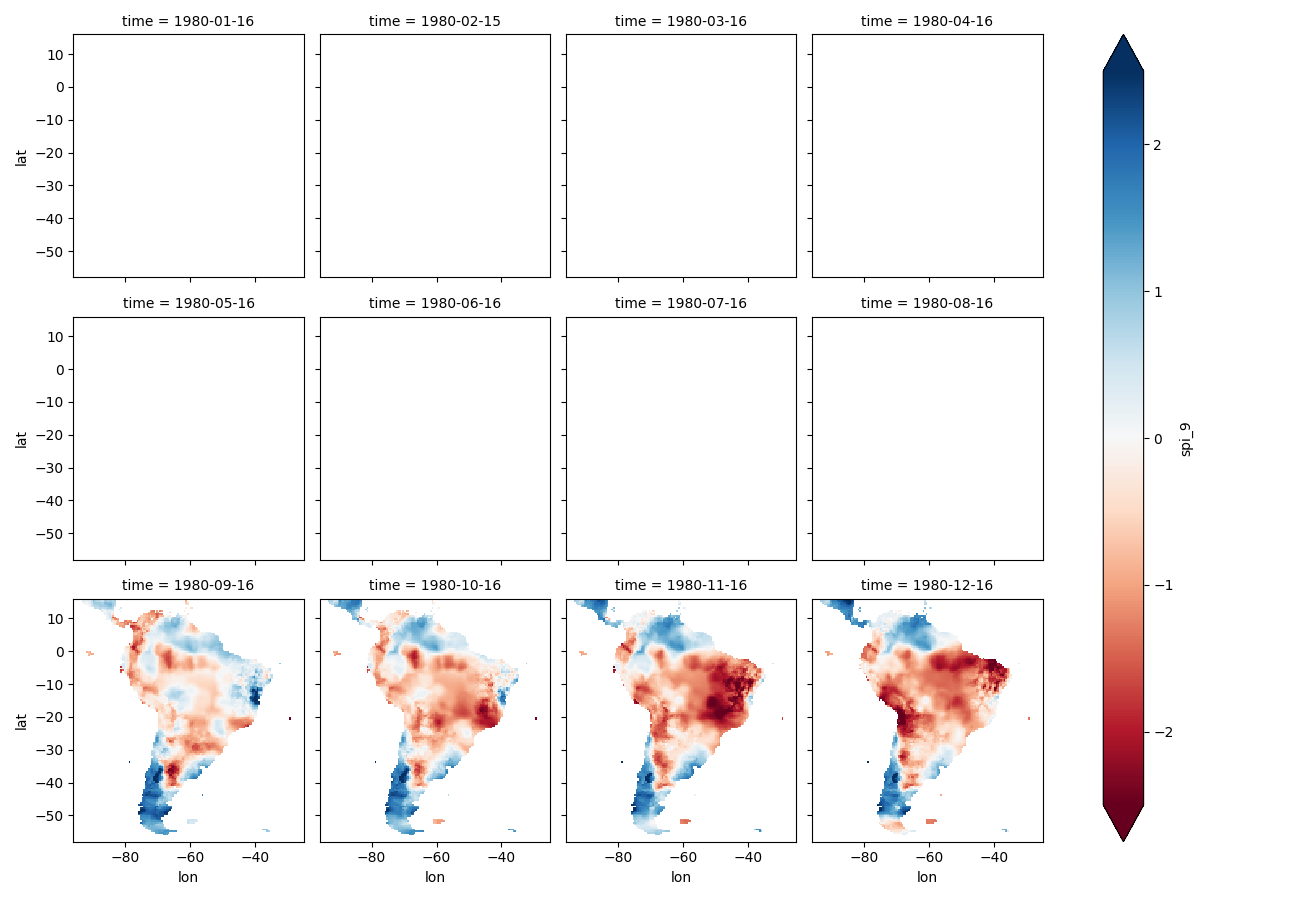 time = 1980-01-16
time = 1980-02-15
time = 1980-03-16
time = 1980-04-16
10
0
−10
−20
−30
−40
−50
lat
time = 1980-05-16
time = 1980-06-16
time = 1980-07-16
time = 1980-08-16
10
0
−10
−20
−30
−40
−50
lat
time = 1980-09-16
time = 1980-10-16
time = 1980-11-16
time = 1980-12-16
10
0
−10
−20
−30
−40
−50
lat
−80
−60
−40
lon
−80
−60
−40
lon
−80
−60
−40
lon
−80
−60
−40
lon
2
1
0
−1
−2
spi_9